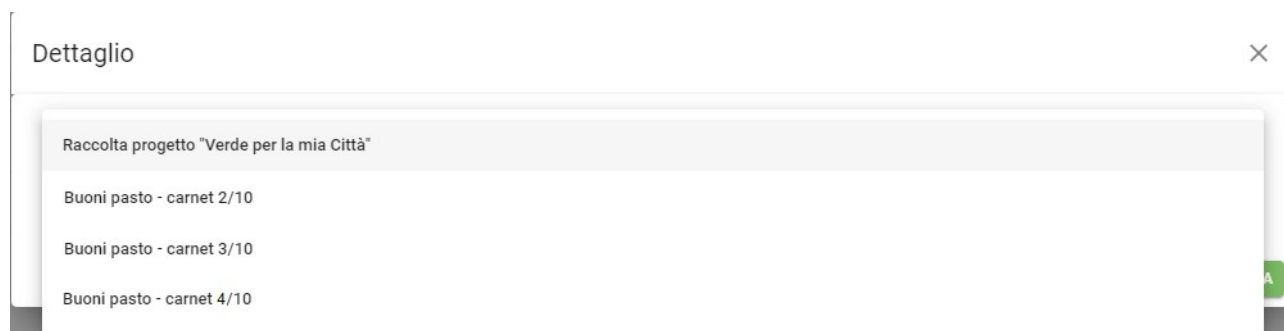 Dettaglio
Raccolta progetto "Verde per la mia Città"
Buoni pasto - carnet 2/10
Buoni pasto - carnet 3/10
Buoni pasto - carnet 4/10
A